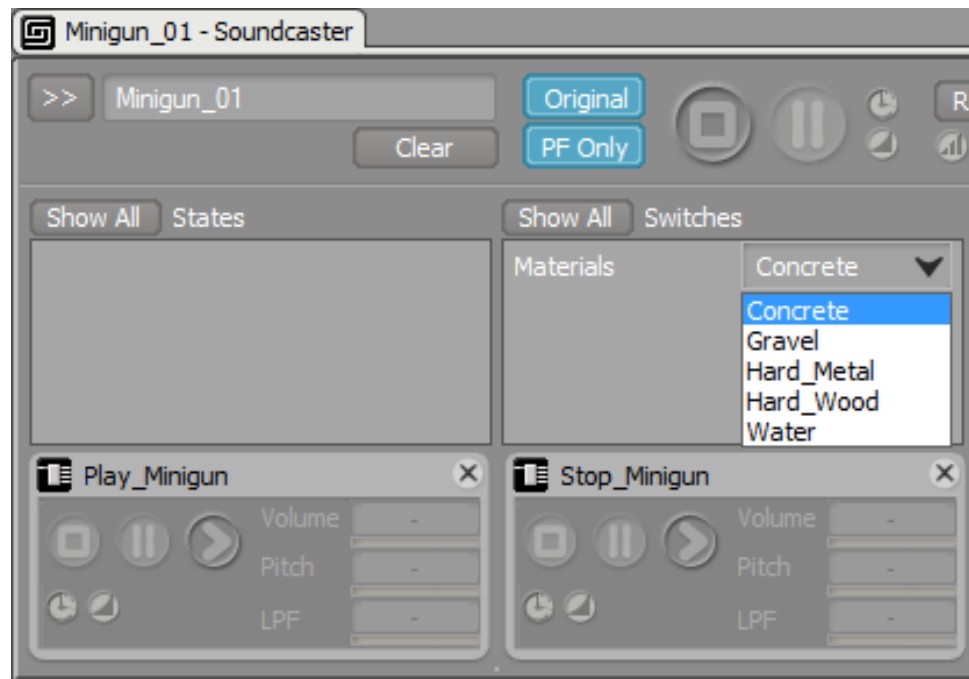 Minigun_01 - Soundcaster
>> Minigun_01 Original R
Clear PF Only
Show All States Show All Switches
Materials Concrete
Concrete
Gravel
Hard_Metal
Hard_Wood
Water
Play_Minigun Stop_Minigun
Volume - Volume -
Pitch - Pitch -
LPF - LPF -